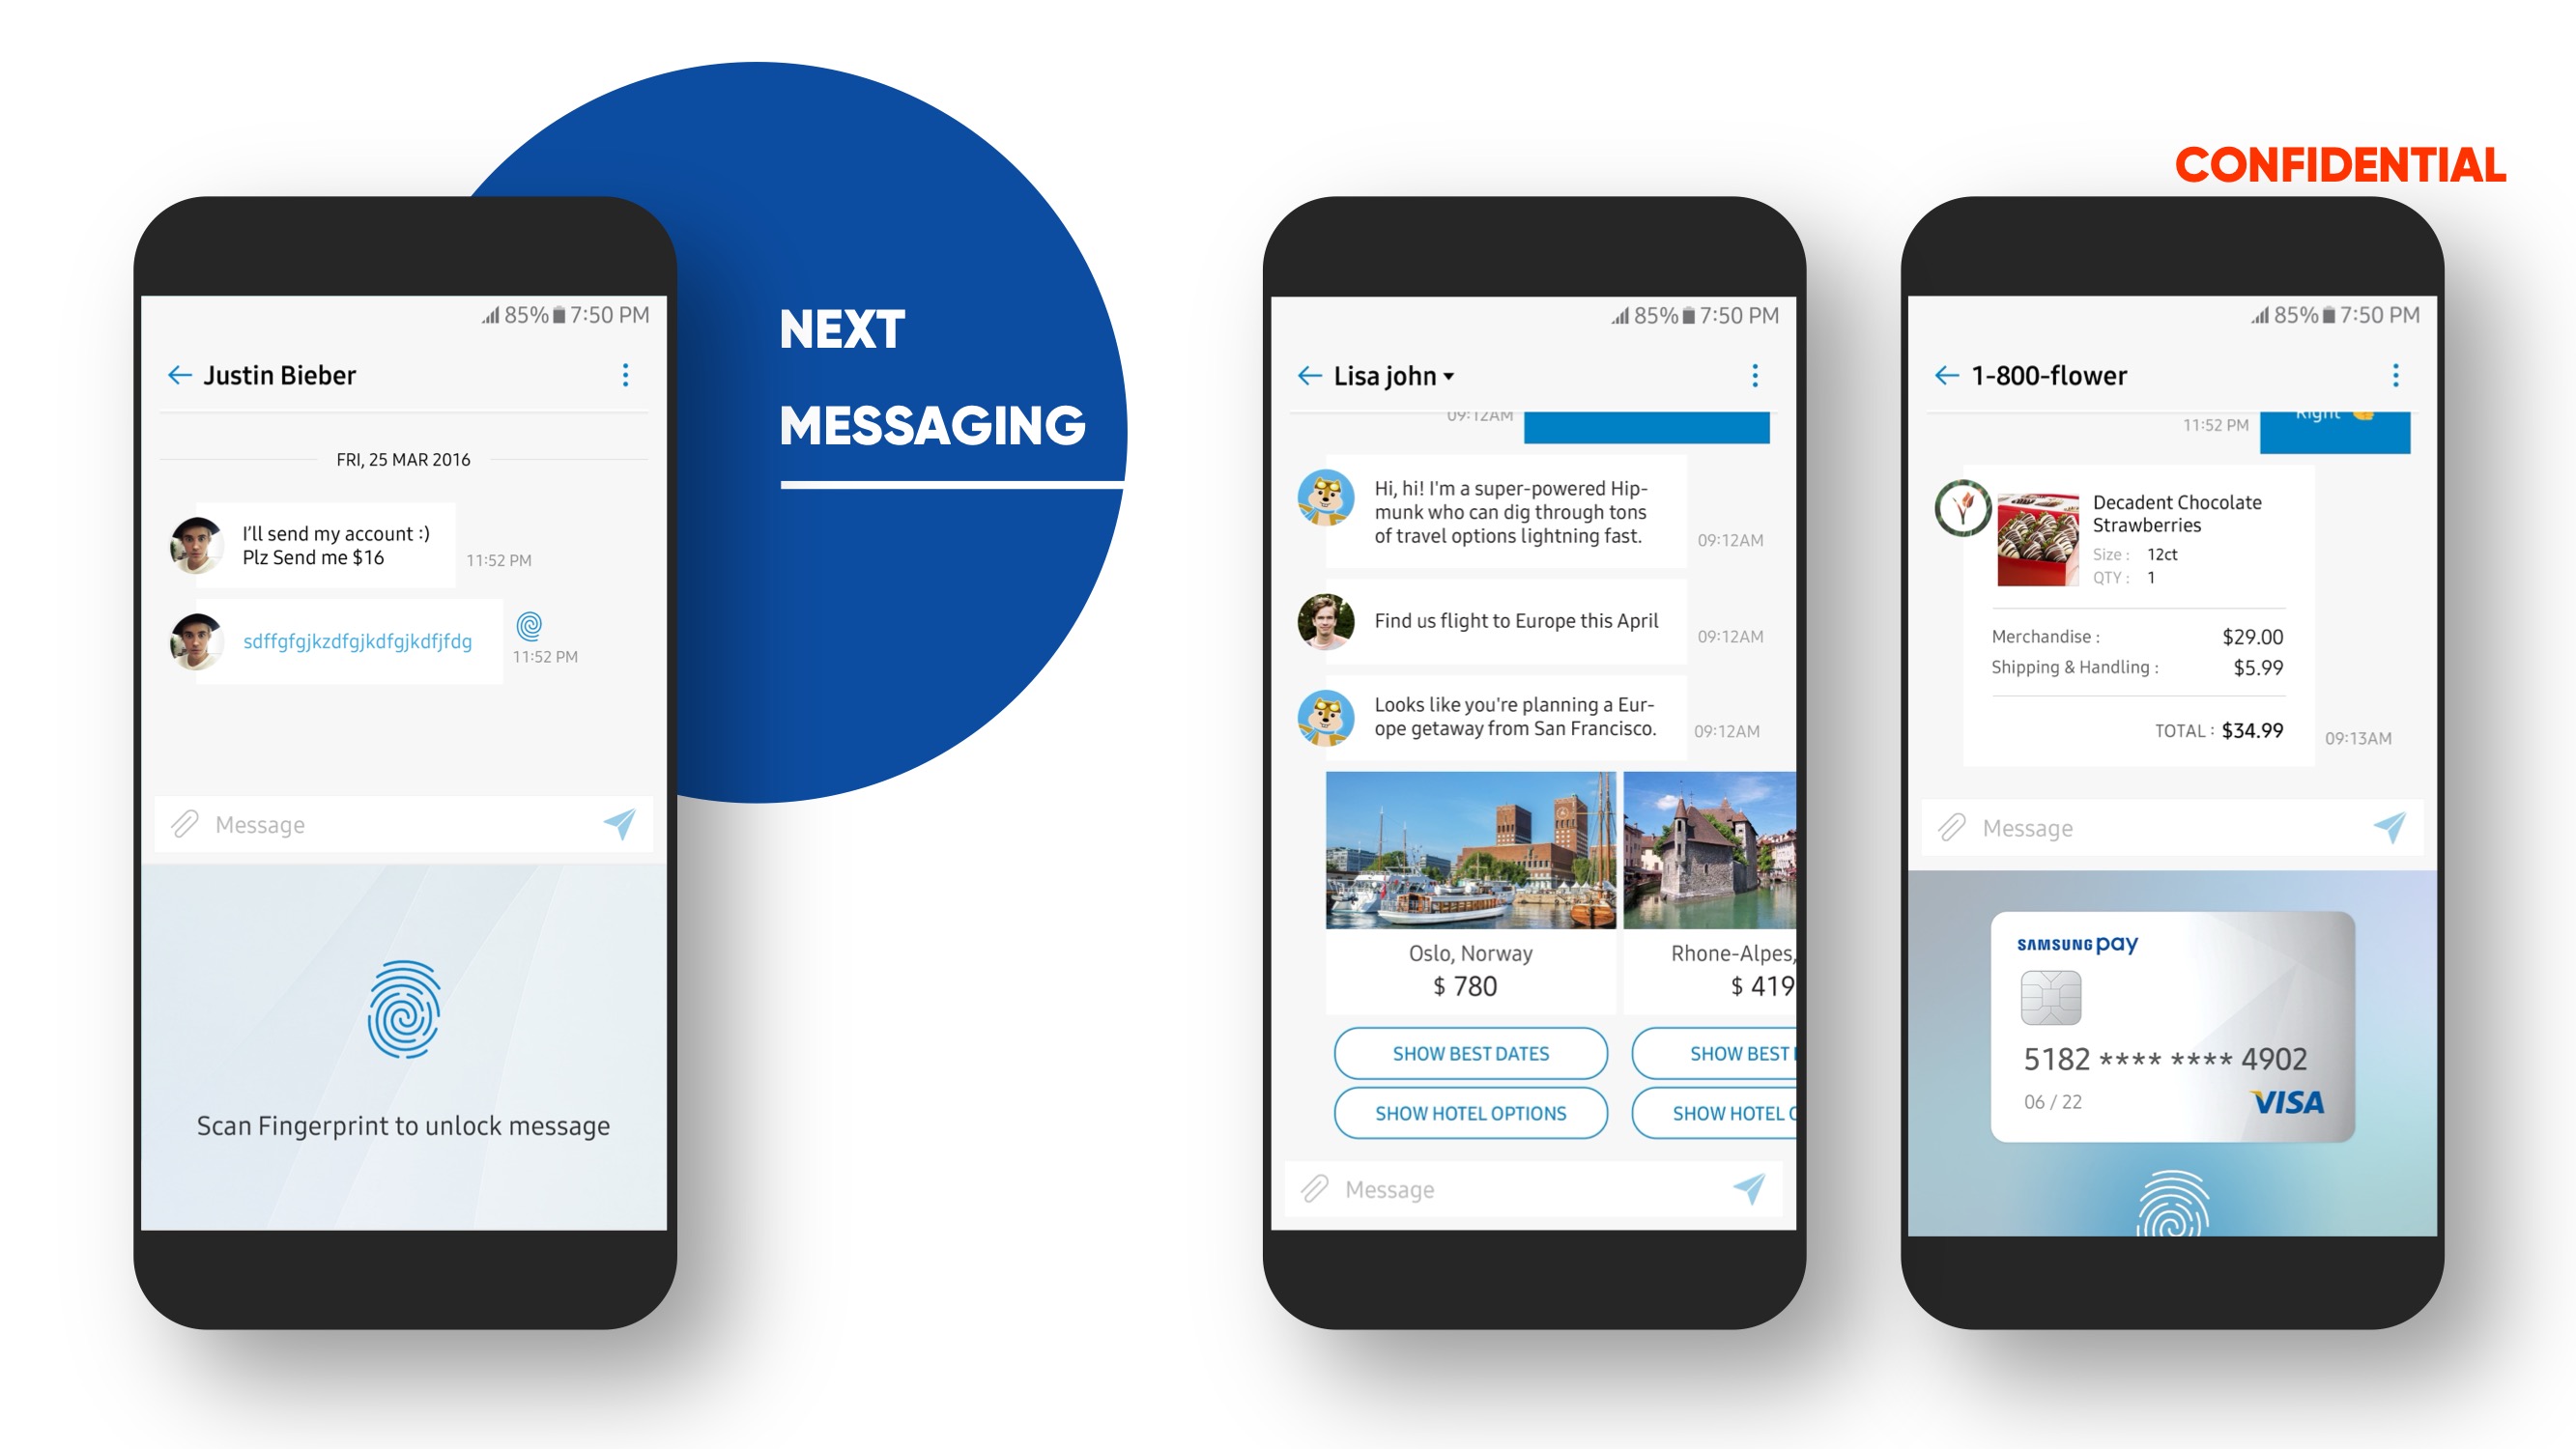 CONFIDENTIAL
NEXT
MESSAGING
85% 7:50 PM
Justin Bieber
FRI, 25 MAR 2016
I'll send my account :)
Plz Send me $16
11:52 PM
sdffgfgjkzdfgjkdfgjkdfjfdg
11:52 PM
Message
Scan Fingerprint to unlock message
85% 7:50 PM
Lisa john
09:12AM
Hi, hi! I'm a super-powered Hip-
munk who can dig through tons
of travel options lightning fast.
09:12AM
Find us flight to Europe this April
09:12AM
Looks like you're planning a Eur-
ope getaway from San Francisco.
09:12AM
Oslo, Norway
$ 780
SHOW BEST DATES
SHOW HOTEL OPTIONS
Rhone-Alpes,
$ 419
SHOW BEST
SHOW HOTEL
Message
85% 7:50 PM
1-800-flower
Right
11:52 PM
Decadent Chocolate
Strawberries
Size : 12ct
QTY : 1
Merchandise : $29.00
Shipping & Handling : $5.99
TOTAL : $34.99
09:13AM
Message
SAMSUNG pay
5182 **** **** 4902
06 / 22
VISA